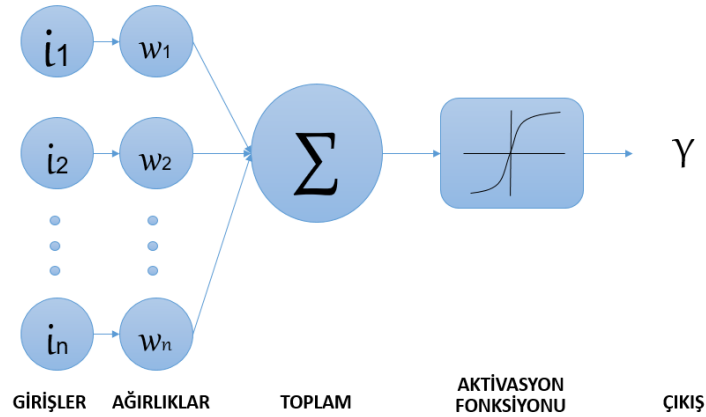 i1 w1
i2 w2
Σ
γ
in wn
GİRİŞLER AĞIRLIKLAR TOPLAM AKTİVASYON FONKSİYONU ÇIKIŞ